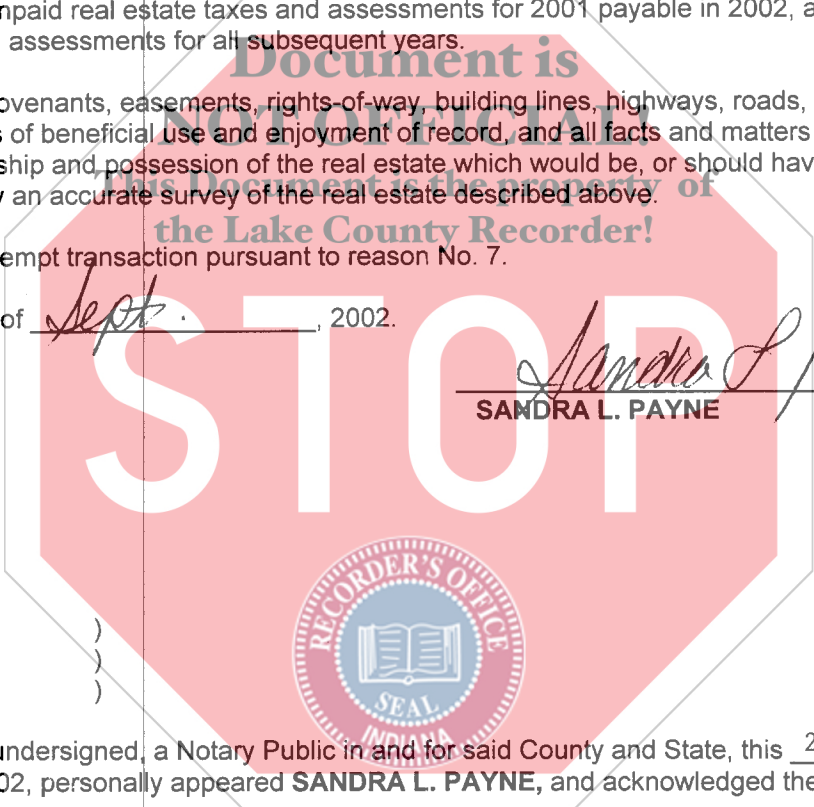 npaid real estate taxes and assessments for 2001 payable in 2002, a
assessments for all subsequent years.
Document is
ovenants, easements, rights-of-way, building lines, highways, roads,
NOT OFFICIAL!
s of beneficial use and enjoyment of record, and all facts and matters
ship and possession of the real estate which would be, or should hav
This Document is the property of
y an accurate survey of the real estate described above.
the Lake County Recorder!
empt transaction pursuant to reason No. 7.
of Sept. , 2002.
Sandra L P
SANDRA L. PAYNE
STOP
RECORDER'S OFFICE
SEAL
INDIANA
)
)
)
undersigned, a Notary Public in and for said County and State, this 2
02, personally appeared SANDRA L. PAYNE, and acknowledged the